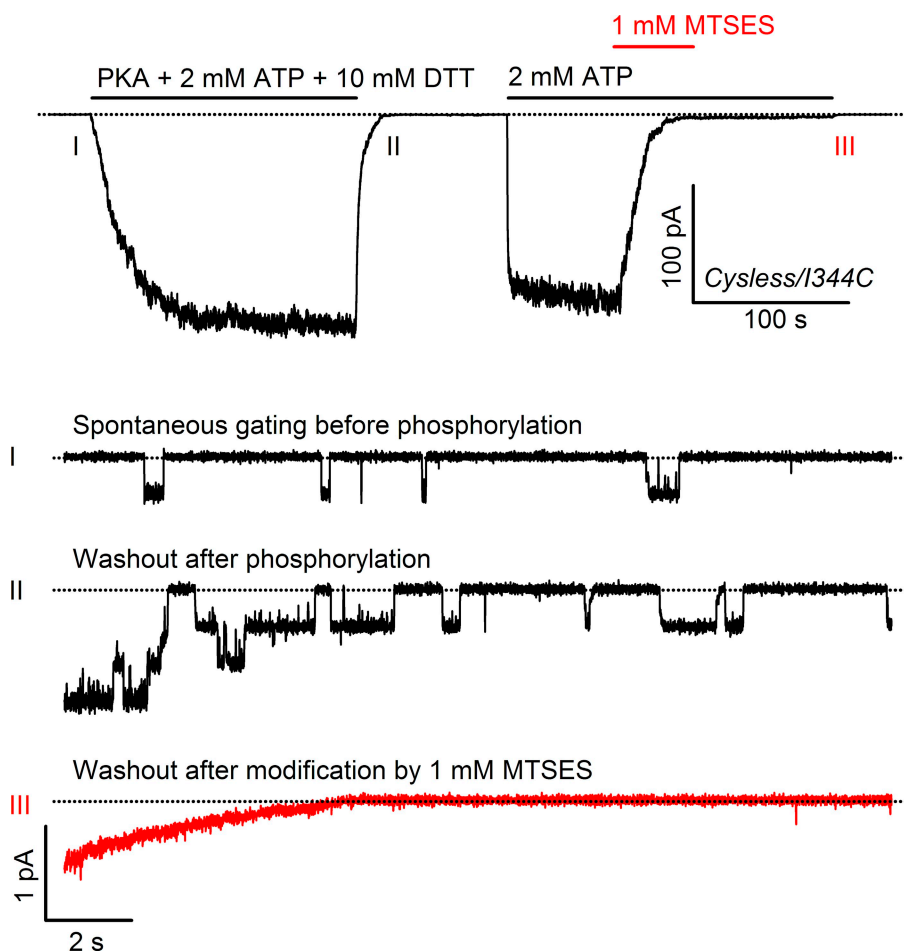 1 mM MTSES
PKA + 2 mM ATP + 10 mM DTT
2 mM ATP
I
II
III
100 pA
Cysless/I344C
100 s
Spontaneous gating before phosphorylation
I
Washout after phosphorylation
II
Washout after modification by 1 mM MTSES
III
1 pA
2 s